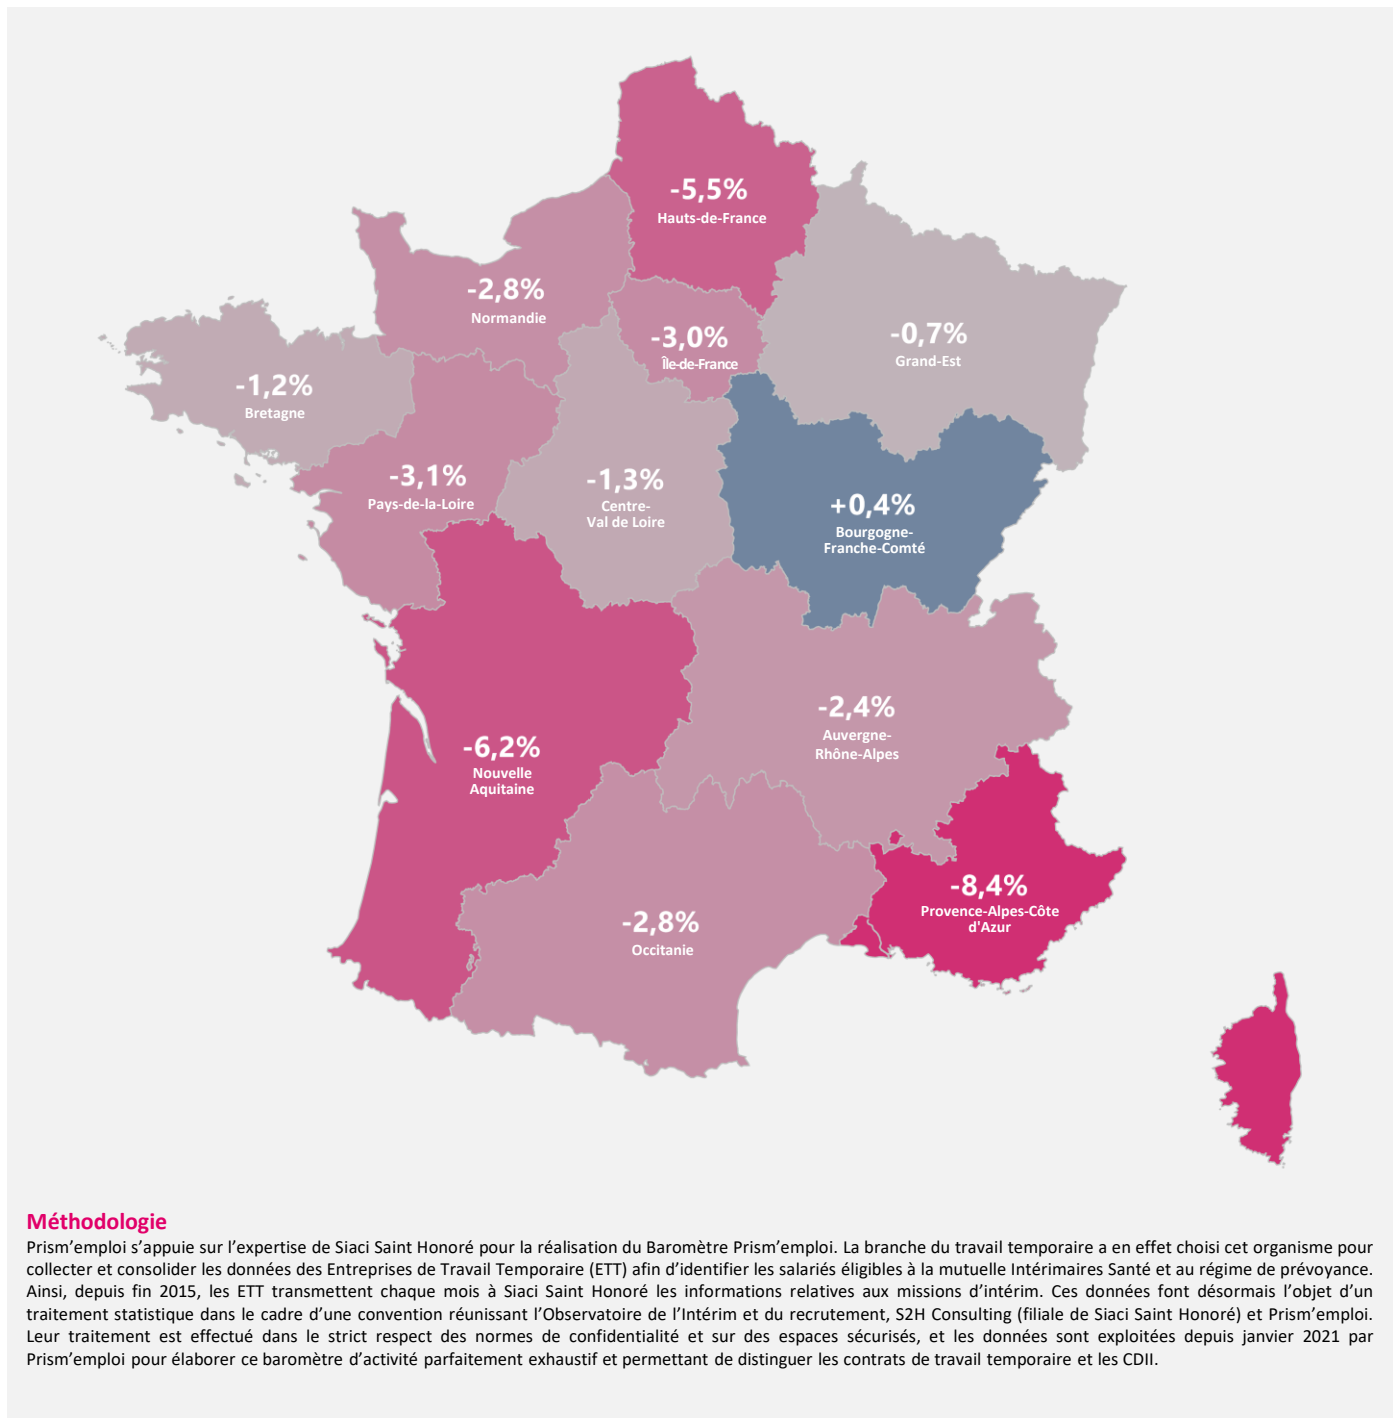 -5,5%
Hauts-de-France
-2,8%
Normandie
-3,0%
Île-de-France
-0,7%
Grand-Est
-1,2%
Bretagne
-3,1%
Pays-de-la-Loire
-1,3%
Centre-
Val de Loire
+0,4%
Bourgogne-
Franche-Comté
-2,4%
Auvergne-
Rhône-Alpes
-6,2%
Nouvelle
Aquitaine
-8,4%
Provence-Alpes-Côte
d'Azur
-2,8%
Occitanie
Méthodologie
Prism’emploi s’appuie sur l’expertise de Siaci Saint Honoré pour la réalisation du Baromètre Prism’emploi. La branche du travail temporaire a en effet choisi cet organisme pour
collecter et consolider les données des Entreprises de Travail Temporaire (ETT) afin d’identifier les salariés éligibles à la mutuelle Intérimaires Santé et au régime de prévoyance.
Ainsi, depuis fin 2015, les ETT transmettent chaque mois à Siaci Saint Honoré les informations relatives aux missions d’intérim. Ces données font désormais l’objet d’un
traitement statistique dans le cadre d’une convention réunissant l’Observatoire de l’Intérim et du recrutement, S2H Consulting (filiale de Siaci Saint Honoré) et Prism’emploi.
Leur traitement est effectué dans le strict respect des normes de confidentialité et sur des espaces sécurisés, et les données sont exploitées depuis janvier 2021 par
Prism’emploi pour élaborer ce baromètre d’activité parfaitement exhaustif et permettant de distinguer les contrats de travail temporaire et les CDII.